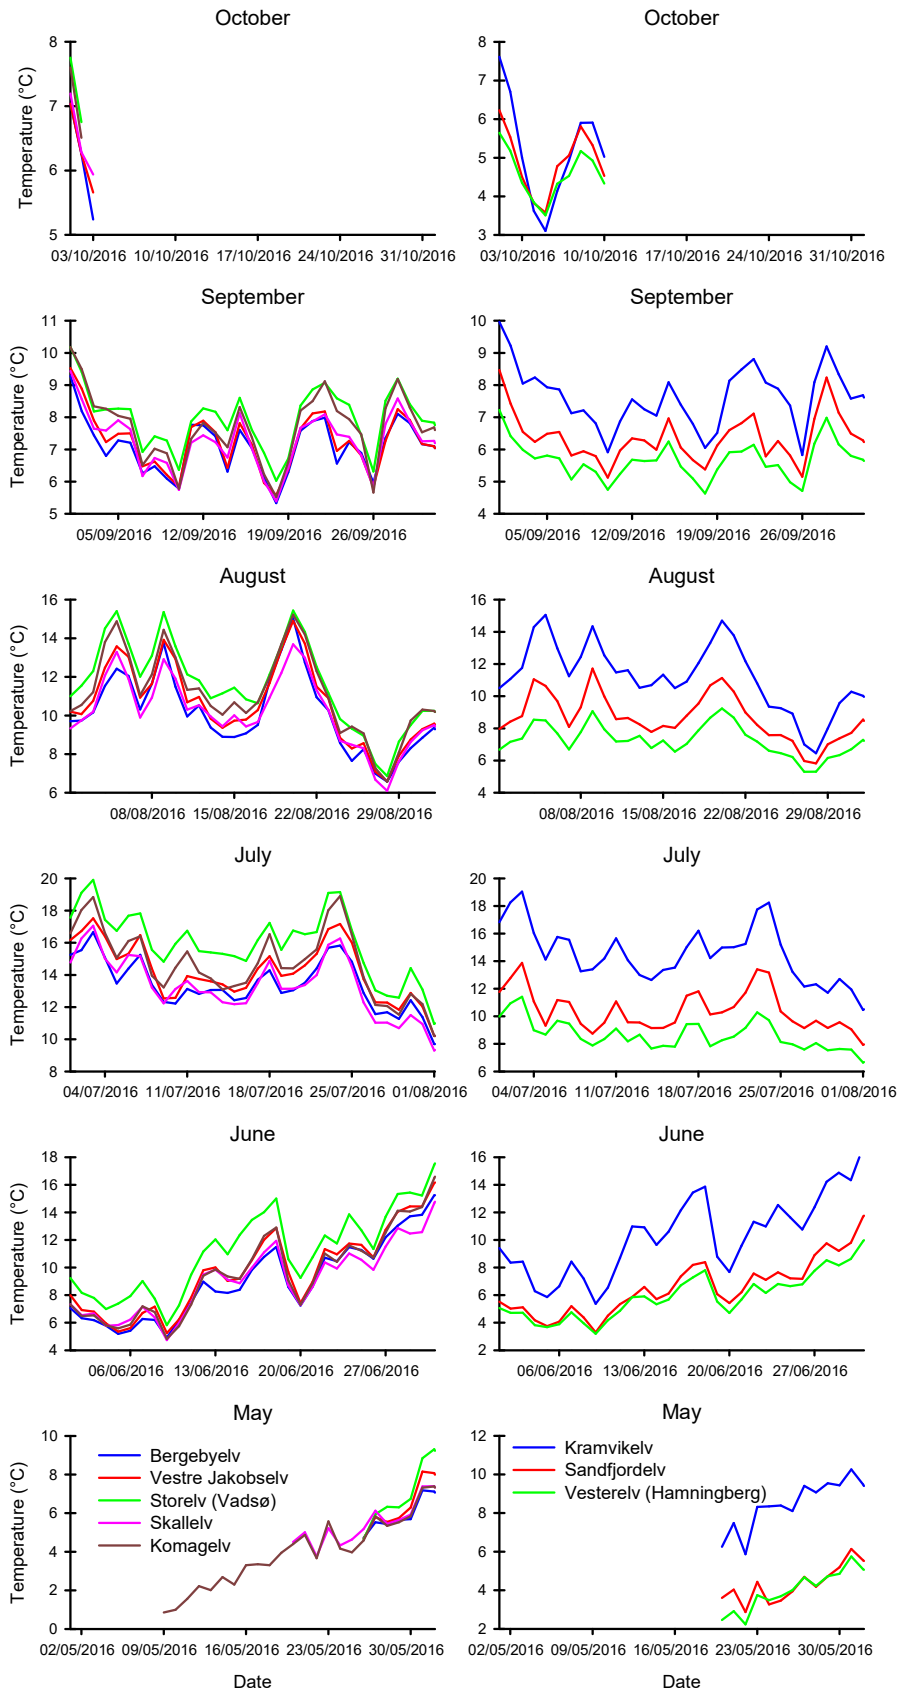 October
October
Temperature (°C)
8
7
6
5
03/10/2016 10/10/2016 17/10/2016 24/10/2016 31/10/2016
8
7
6
5
4
3
03/10/2016 10/10/2016 17/10/2016 24/10/2016 31/10/2016
September
September
Temperature (°C)
11
10
9
8
7
6
5
05/09/2016 12/09/2016 19/09/2016 26/09/2016
10
9
8
7
6
5
4
05/09/2016 12/09/2016 19/09/2016 26/09/2016
August
August
Temperature (°C)
16
14
12
10
8
6
08/08/2016 15/08/2016 22/08/2016 29/08/2016
16
14
12
10
8
6
4
08/08/2016 15/08/2016 22/08/2016 29/08/2016
July
July
Temperature (°C)
20
18
16
14
12
10
8
04/07/2016 11/07/2016 18/07/2016 25/07/2016 01/08/2016
20
18
16
14
12
10
8
6
04/07/2016 11/07/2016 18/07/2016 25/07/2016 01/08/2016
June
June
Temperature (°C)
18
16
14
12
10
8
6
4
06/06/2016 13/06/2016 20/06/2016 27/06/2016
16
14
12
10
8
6
4
2
06/06/2016 13/06/2016 20/06/2016 27/06/2016
May
May
Temperature (°C)
10
8
6
4
2
0
Bergebyelv
Vestre Jakobselv
Storelv (Vadsø)
Skallelv
Komagelv
02/05/2016 09/05/2016 16/05/2016 23/05/2016 30/05/2016
Date
12
10
8
6
4
2
Kramvikelv
Sandfjordelv
Vesterelv (Hamningberg)
02/05/2016 09/05/2016 16/05/2016 23/05/2016 30/05/2016
Date